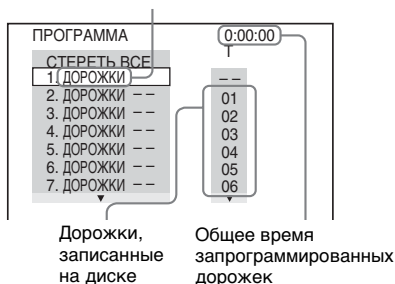 ПРОГРАММА 0:00:00
Т
СТЕРЕТЬ ВСЕ
1. ДОРОЖКИ – –
2. ДОРОЖКИ – – 01
3. ДОРОЖКИ – – 02
4. ДОРОЖКИ – – 03
5. ДОРОЖКИ – – 04
6. ДОРОЖКИ – – 05
7. ДОРОЖКИ – – 06
Дорожки,
записанные
на диске
Общее время
запрограммированных
дорожек